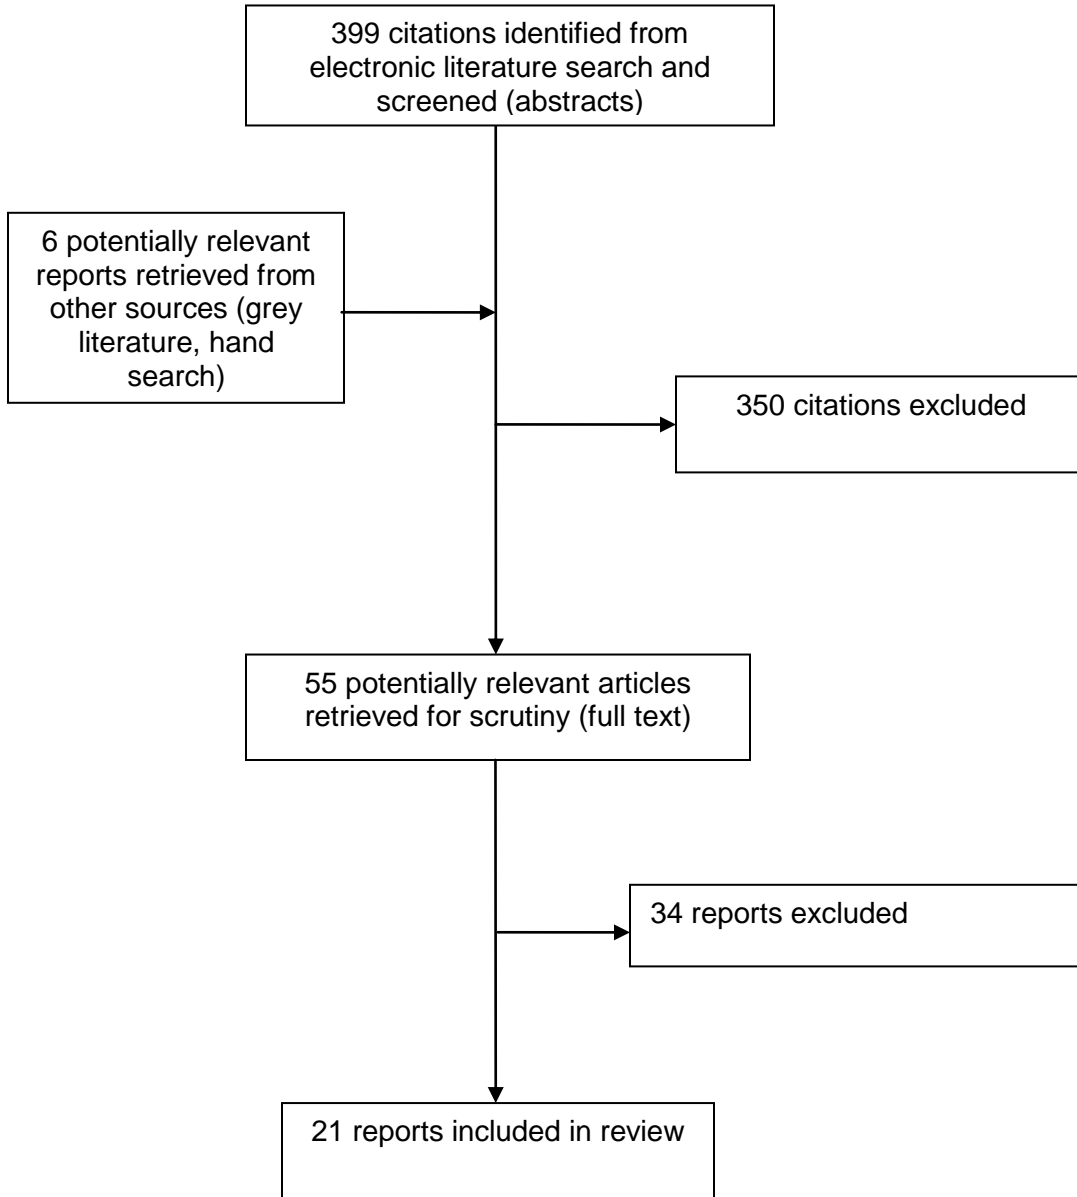 399 citations identified from
electronic literature search and
screened (abstracts)
6 potentially relevant
reports retrieved from
other sources (grey
literature, hand
search)
350 citations excluded
55 potentially relevant articles
retrieved for scrutiny (full text)
34 reports excluded
21 reports included in review